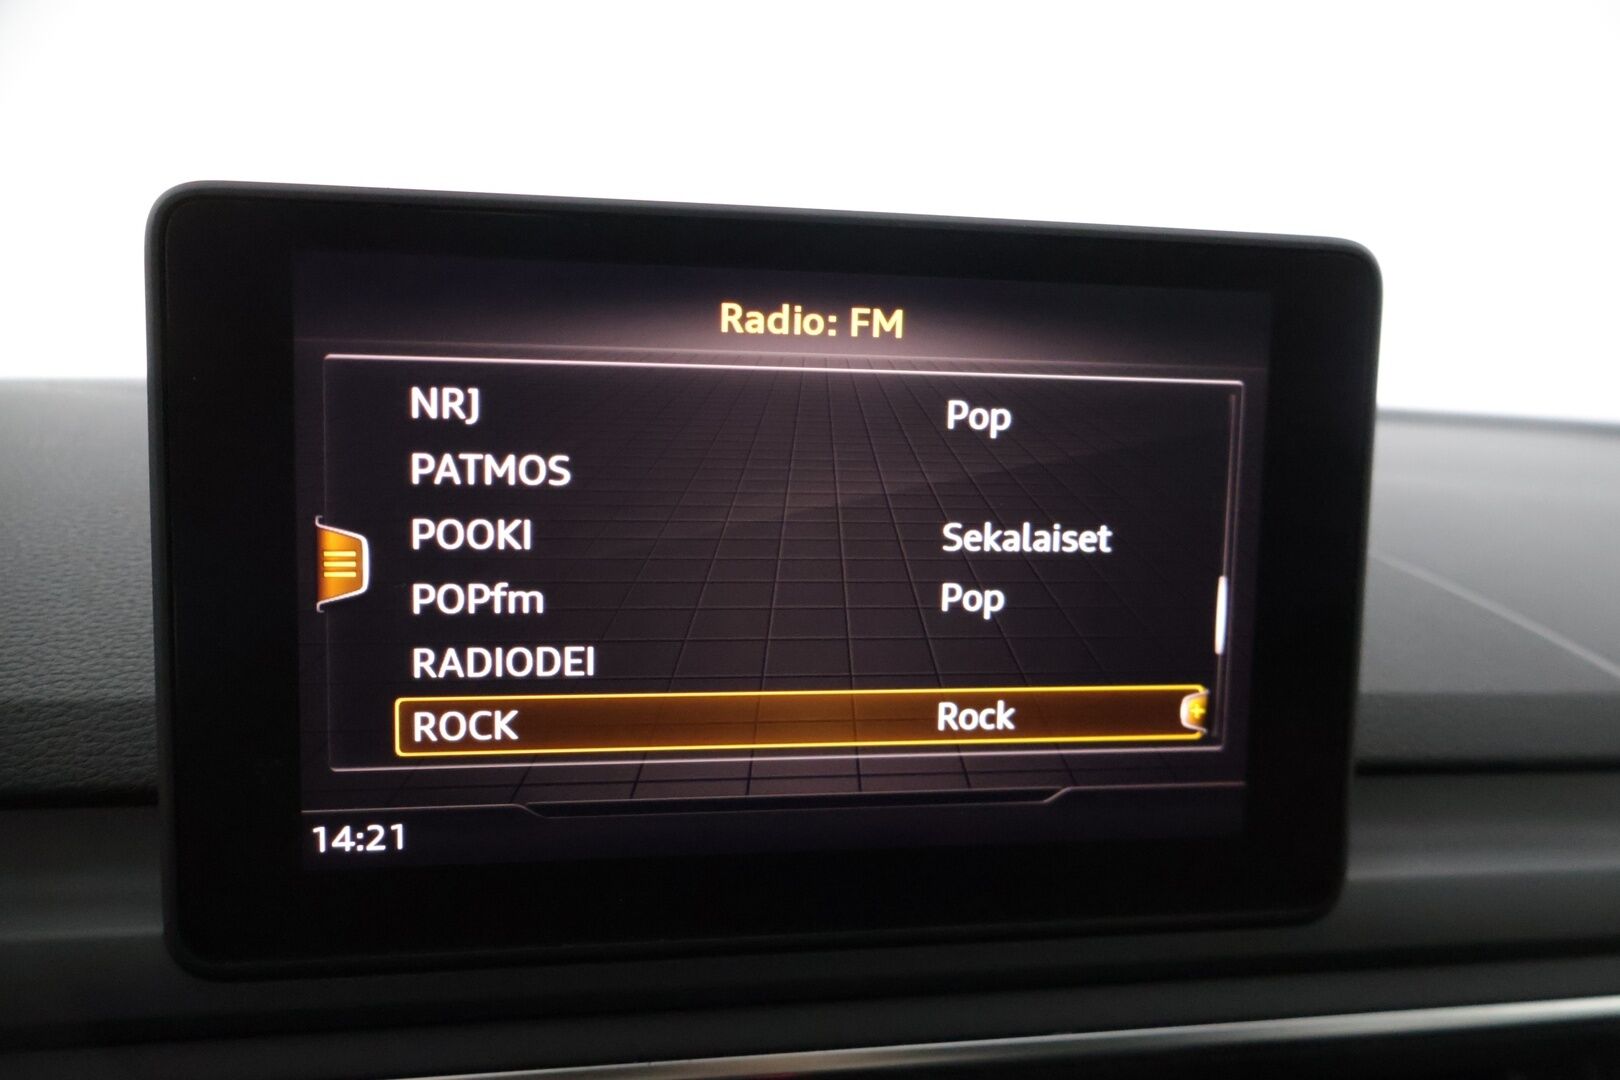 Radio: FM
NRJ Pop
PATMOS
POOKI Sekalaiset
POPfm Pop
RADIODEI
ROCK Rock
14:21